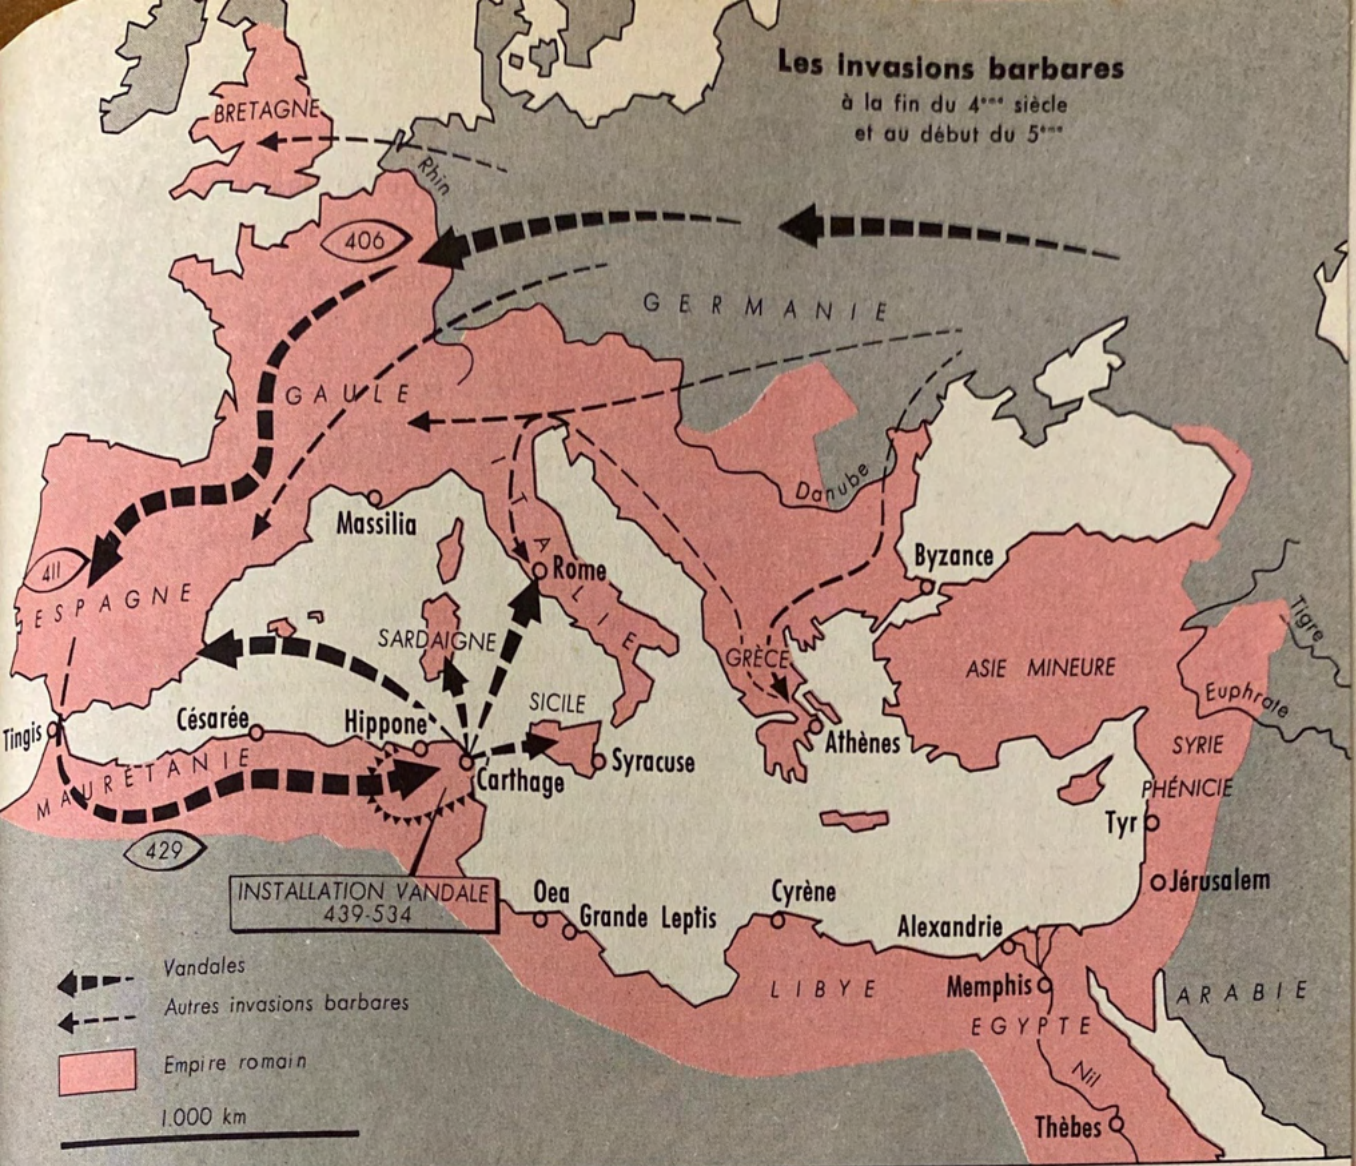 Les invasions barbares
à la fin du 4ème siècle
et au début du 5ème
BRETAGNE
Rhin
406
GERMANIE
GAULE
Danube
Massilia
ITALIE
Rome
Byzance
411
ESPAGNE
SARDAIGNE
GRÈCE
ASIE MINEURE
Tigre
Euphrate
SICILE
Tingis
Césarée
Hippone
Carthage
Syracuse
Athènes
SYRIE
PHÉNICIE
MAURÉTANIE
Tyr
429
INSTALLATION VANDALE
439-534
Oea
Grande Leptis
Cyrène
Alexandrie
Jérusalem
Memphis
LIBYE
EGYPTE
ARABIE
Nil
Thèbes
Vandales
Autres invasions barbares
Empire romain
1.000 km